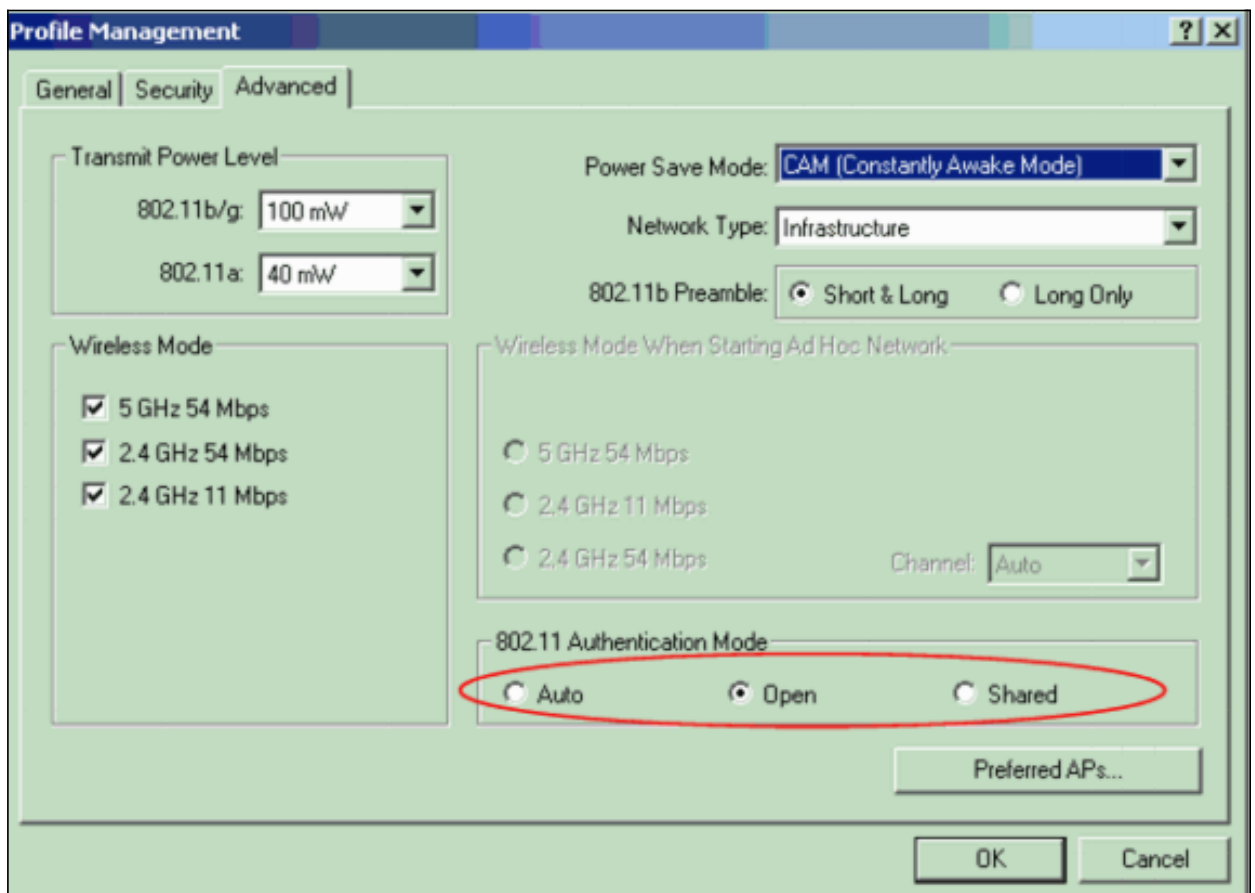 Profile Management
General Security Advanced
Transmit Power Level
802.11b/g: 100 mW
802.11a: 40 mW
Power Save Mode: CAM (Constantly Awake Mode)
Network Type: Infrastructure
802.11b Preamble: Short & Long Long Only
Wireless Mode
5 GHz 54 Mbps
2.4 GHz 54 Mbps
2.4 GHz 11 Mbps
Wireless Mode When Starting Ad Hoc Network
5 GHz 54 Mbps
2.4 GHz 11 Mbps
2.4 GHz 54 Mbps Channel: Auto
802.11 Authentication Mode
Auto Open Shared
Preferred APs...
OK Cancel